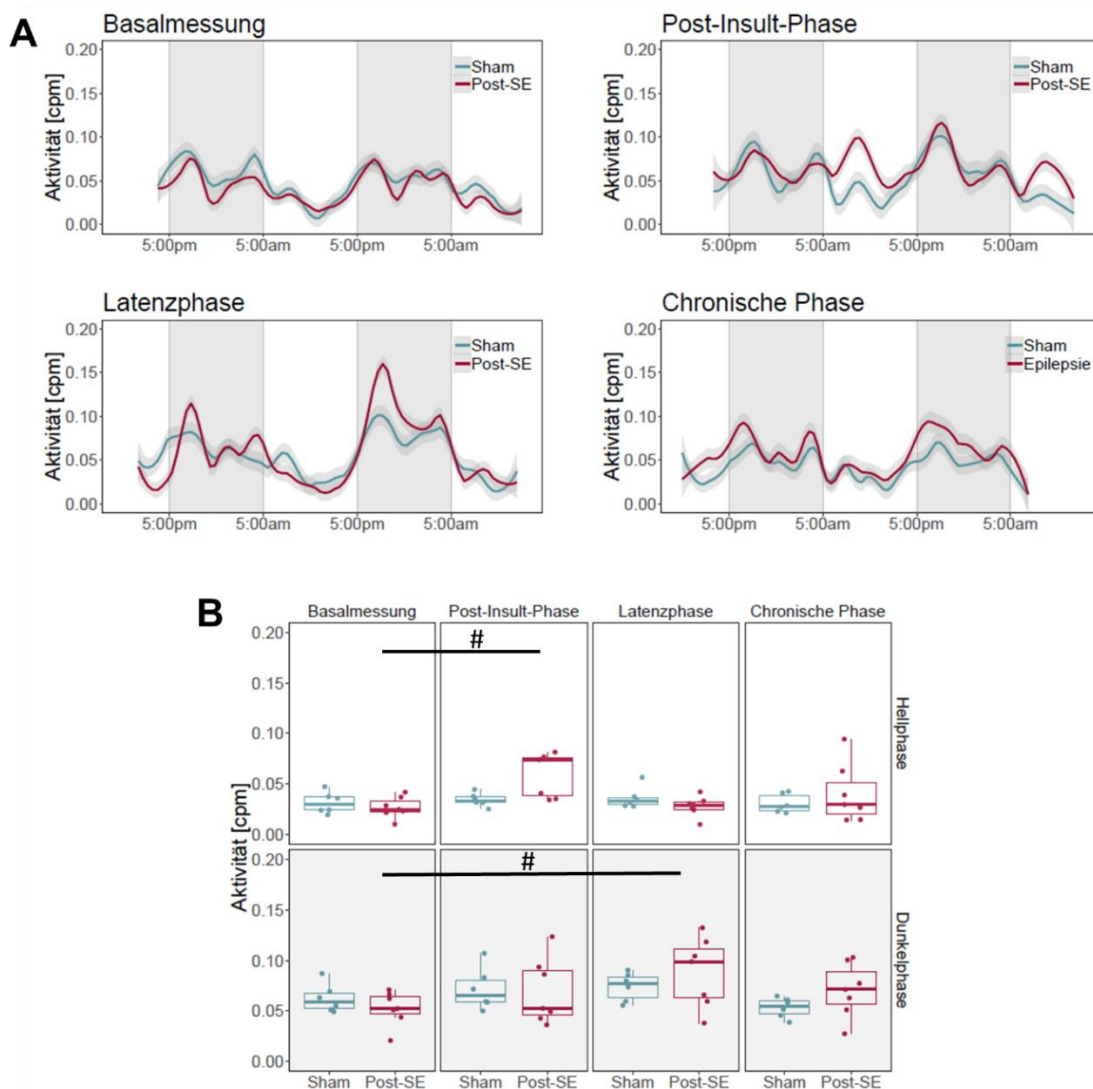 A
Basalmessung
Aktivität [cpm]
0.20
0.15
0.10
0.05
0.00
Sham
Post-SE
5:00pm 5:00am 5:00pm 5:00am
Post-Insult-Phase
Aktivität [cpm]
0.20
0.15
0.10
0.05
0.00
Sham
Post-SE
5:00pm 5:00am 5:00pm 5:00am
Latenzphase
Aktivität [cpm]
0.20
0.15
0.10
0.05
0.00
Sham
Post-SE
5:00pm 5:00am 5:00pm 5:00am
Chronische Phase
Aktivität [cpm]
0.20
0.15
0.10
0.05
0.00
Sham
Epilepsie
5:00pm 5:00am 5:00pm 5:00am
B
Basalmessung Post-Insult-Phase Latenzphase Chronische Phase
Aktivität [cpm]
0.20
0.15
0.10
0.05
0.00
#
Hellphase
0.20
0.15
0.10
0.05
0.00
#
Dunkelphase
Sham Post-SE Sham Post-SE Sham Post-SE Sham Post-SE